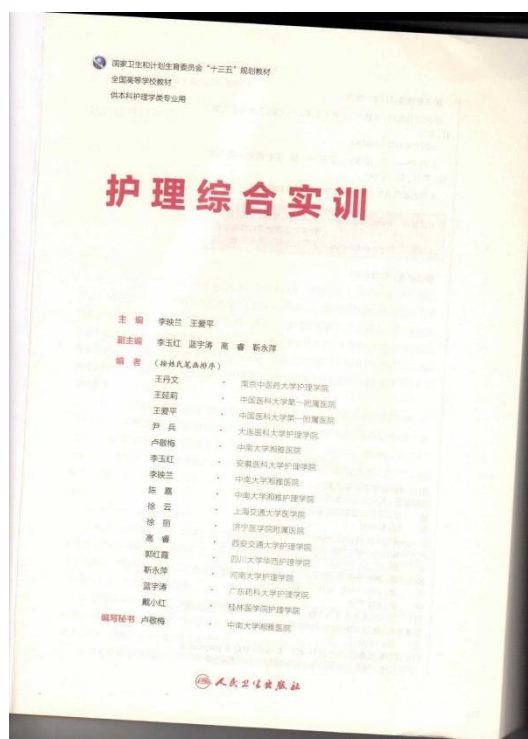 国家卫生和计划生育委员会“十三五”规划教材
全国高等学校教材
供本科护理学类专业用
护理综合实训
主 编 李映兰 王爱平
副主编 李玉红 蓝宇涛 高 睿 靳永萍
编 者 (按姓氏笔画排序)
王丹文 · 南京中医药大学护理学院
王延莉 · 中国医科大学第一附属医院
王爱平 · 中国医科大学第一附属医院
尹 兵 · 大连医科大学护理学院
卢敬梅 · 中南大学湘雅医院
李玉红 · 安徽医科大学护理学院
李映兰 · 中南大学湘雅医院
陈 嘉 · 中南大学湘雅护理学院
徐 云 · 上海交通大学医学院
徐 丽 · 济宁医学院附属医院
高 睿 · 西安交通大学护理学院
郭红霞 · 四川大学华西护理学院
靳永萍 · 河南大学护理学院
蓝宇涛 · 广东药科大学护理学院
戴小红 · 桂林医学院护理学院
编写秘书 卢敬梅 · 中南大学湘雅医院
人民卫生出版社